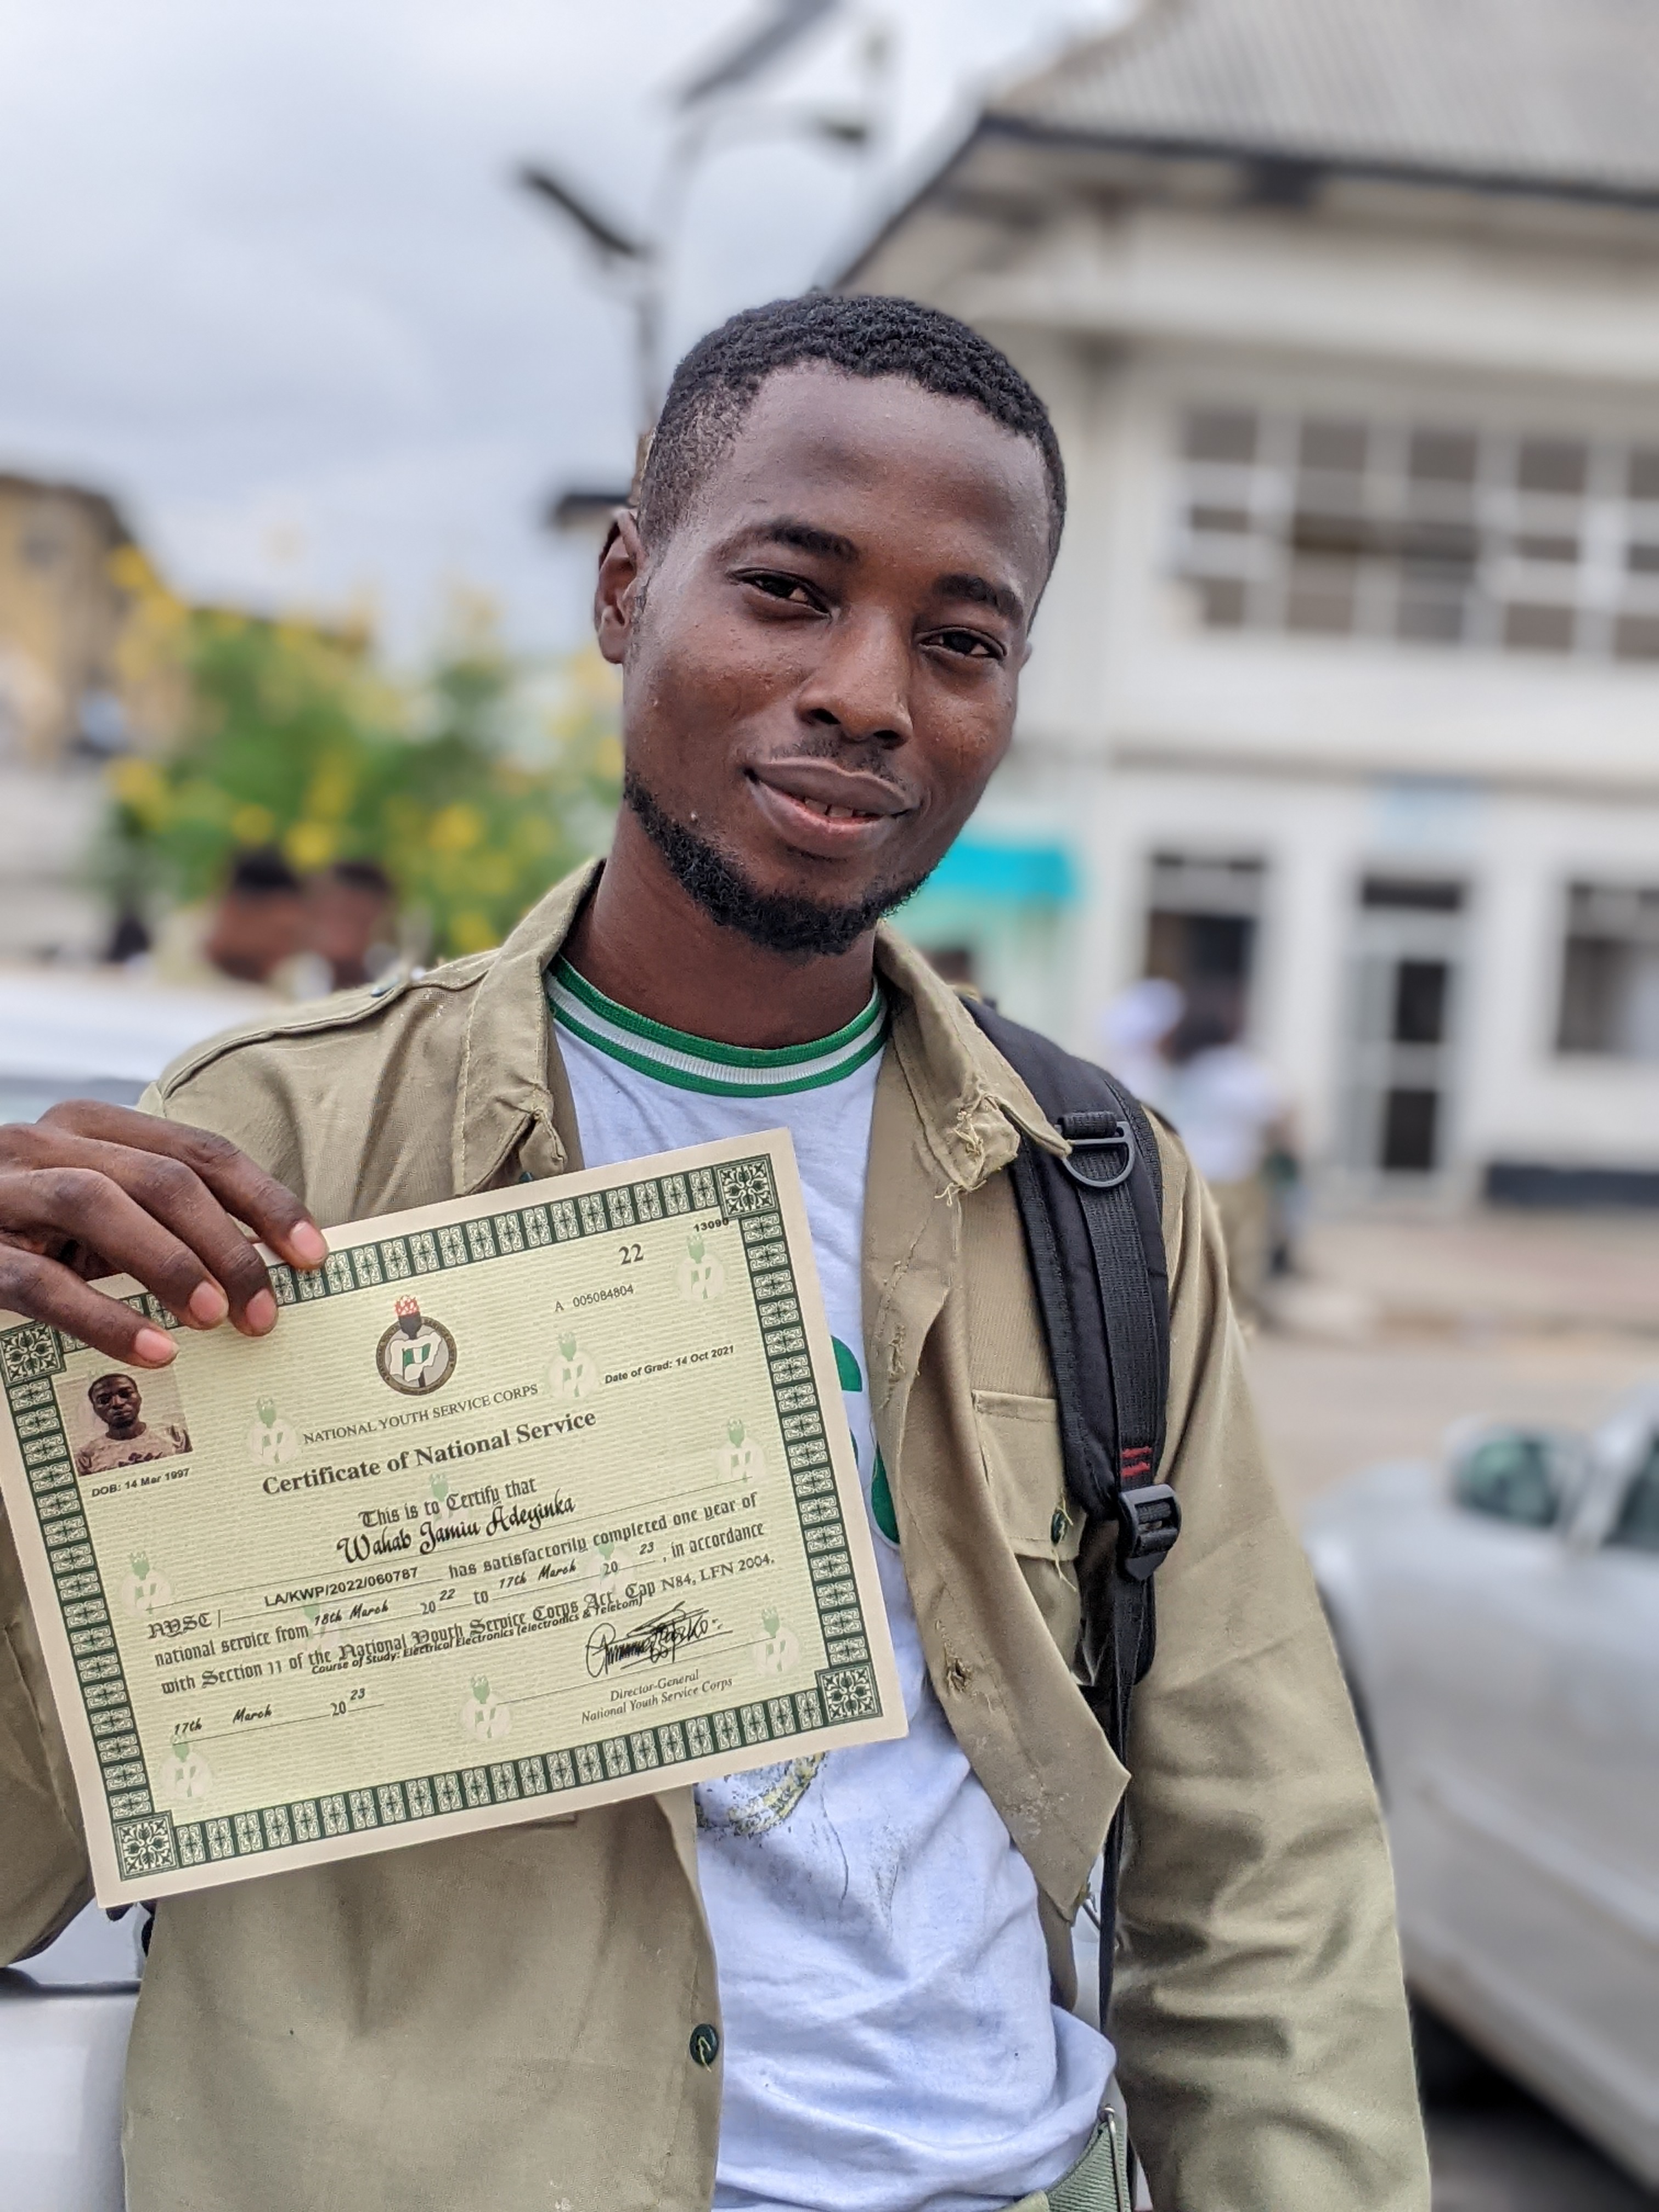 13090
22
A 005084804
Date of Grad: 14 Oct 2021
DOB: 14 Mar 1997
NATIONAL YOUTH SERVICE CORPS
Certificate of National Service
This is to Certify that
Wahab Jamiu Adeyinka
NYSC | LA/KWP/2022/060787 has satisfactorily completed one year of
national service from 18th March 2022 to 17th March 2023, in accordance
with Section 11 of the National Youth Service Corps Act, Cap N84, LFN 2004.
Course of Study: Electrical Electronics (electronics & Telecom)
17th March 2023
Director-General
National Youth Service Corps